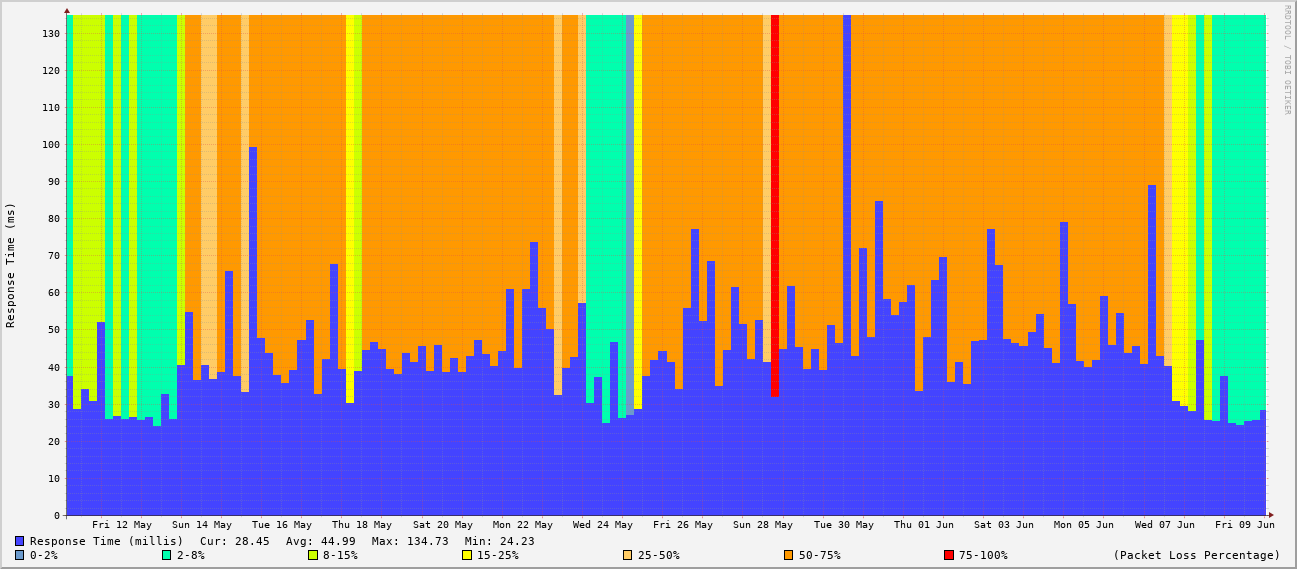 RRDTOOL / TOBI OETIKER
Response Time (ms)
130
120
110
100
90
80
70
60
50
40
30
20
10
0
Fri 12 May Sun 14 May Tue 16 May Thu 18 May Sat 20 May Mon 22 May Wed 24 May Fri 26 May Sun 28 May Tue 30 May Thu 01 Jun Sat 03 Jun Mon 05 Jun Wed 07 Jun Fri 09 Jun
Response Time (millis) Cur: 28.45 Avg: 44.99 Max: 134.73 Min: 24.23
0-2% 2-8% 8-15% 15-25% 25-50% 50-75% 75-100% (Packet Loss Percentage)